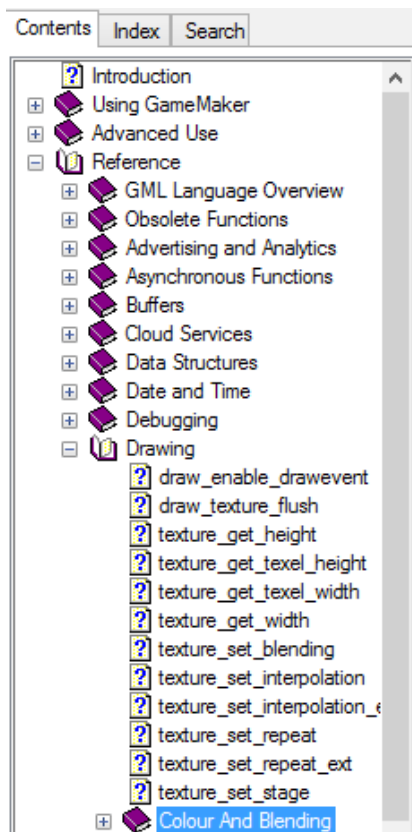 Contents Index Search
Introduction
Using GameMaker
Advanced Use
Reference
GML Language Overview
Obsolete Functions
Advertising and Analytics
Asynchronous Functions
Buffers
Cloud Services
Data Structures
Date and Time
Debugging
Drawing
draw_enable_drawevent
draw_texture_flush
texture_get_height
texture_get_texel_height
texture_get_texel_width
texture_get_width
texture_set_blending
texture_set_interpolation
texture_set_interpolation_e
texture_set_repeat
texture_set_repeat_ext
texture_set_stage
Colour And Blending